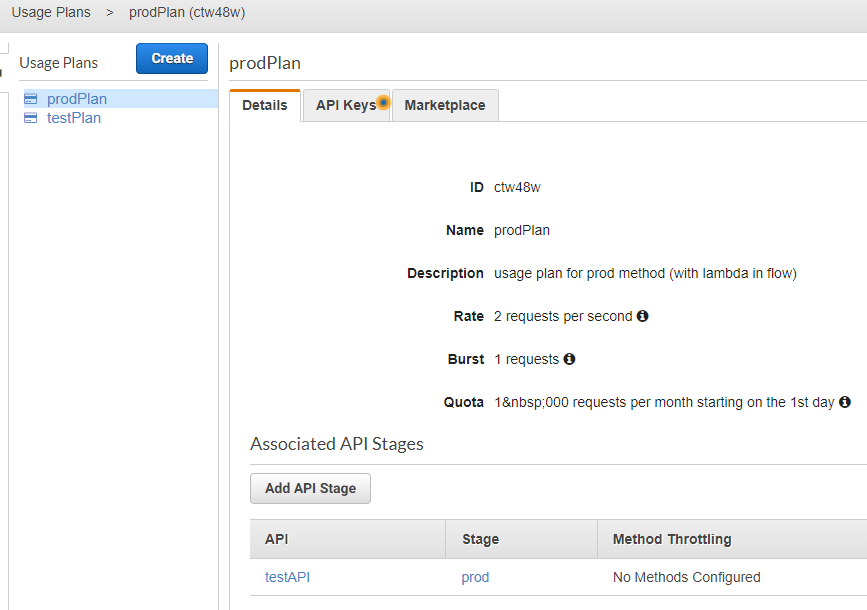 Usage Plans > prodPlan (ctw48w)
Usage Plans
Create
prodPlan
testPlan
prodPlan
Details
API Keys
Marketplace
ID ctw48w
Name prodPlan
Description usage plan for prod method (with lambda in flow)
Rate 2 requests per second
Burst 1 requests
Quota 1&nbsp;000 requests per month starting on the 1st day
Associated API Stages
Add API Stage
API Stage Method Throttling
testAPI prod No Methods Configured